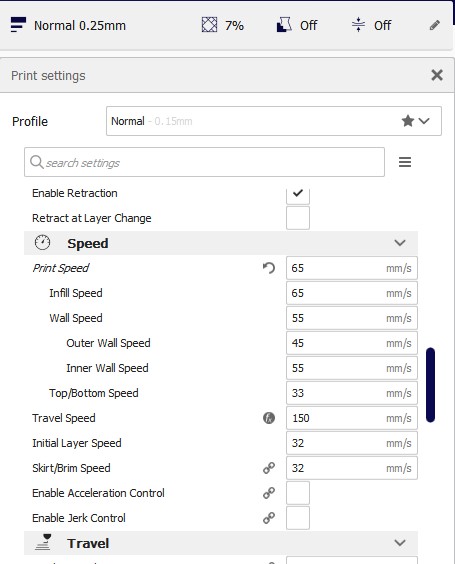 Normal 0.25mm 7% Off Off
Print settings
Profile Normal - 0.15mm
search settings
Enable Retraction
Retract at Layer Change
Speed
Print Speed 65 mm/s
Infill Speed 65 mm/s
Wall Speed 55 mm/s
Outer Wall Speed 45 mm/s
Inner Wall Speed 55 mm/s
Top/Bottom Speed 33 mm/s
Travel Speed 150 mm/s
Initial Layer Speed 32 mm/s
Skirt/Brim Speed 32 mm/s
Enable Acceleration Control
Enable Jerk Control
Travel